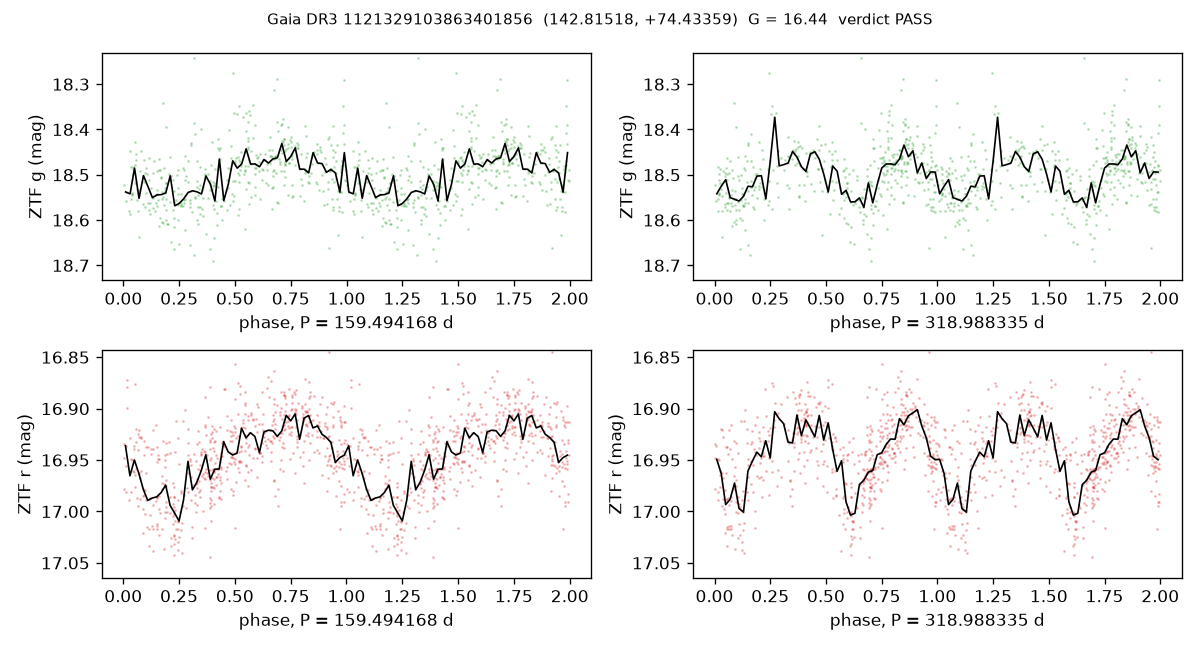 Gaia DR3 1121329103863401856 (142.81518, +74.43359) G = 16.44 verdict PASS
ZTF g (mag)
18.3
18.4
18.5
18.6
18.7
0.00 0.25 0.50 0.75 1.00 1.25 1.50 1.75 2.00
phase, P = 159.494168 d
ZTF g (mag)
18.3
18.4
18.5
18.6
18.7
0.00 0.25 0.50 0.75 1.00 1.25 1.50 1.75 2.00
phase, P = 318.988335 d
ZTF r (mag)
16.85
16.90
16.95
17.00
17.05
0.00 0.25 0.50 0.75 1.00 1.25 1.50 1.75 2.00
phase, P = 159.494168 d
ZTF r (mag)
16.85
16.90
16.95
17.00
17.05
0.00 0.25 0.50 0.75 1.00 1.25 1.50 1.75 2.00
phase, P = 318.988335 d